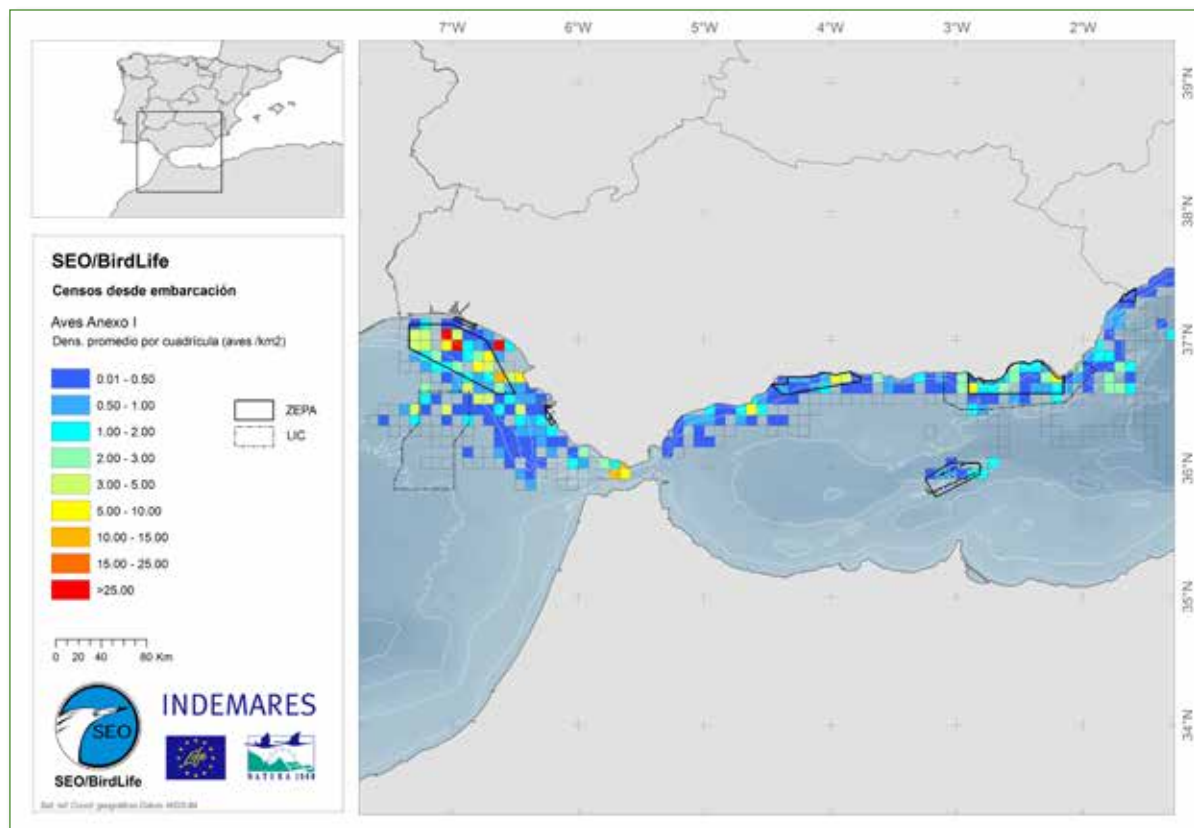 7°W 6°W 5°W 4°W 3°W 2°W
39°N
38°N
37°N
36°N
35°N
34°N
SEO/BirdLife
Censos desde embarcación
Aves Anexo I
Dens. promedio por cuadrícula (aves /km2)
0.01 - 0.50
0.50 - 1.00
1.00 - 2.00
2.00 - 3.00
3.00 - 5.00
5.00 - 10.00
10.00 - 15.00
15.00 - 25.00
>25.00
ZEPA
LIC
0 20 40 80 Km
SEO
SEO/BirdLife
INDEMARES
Life
NATURA 2000